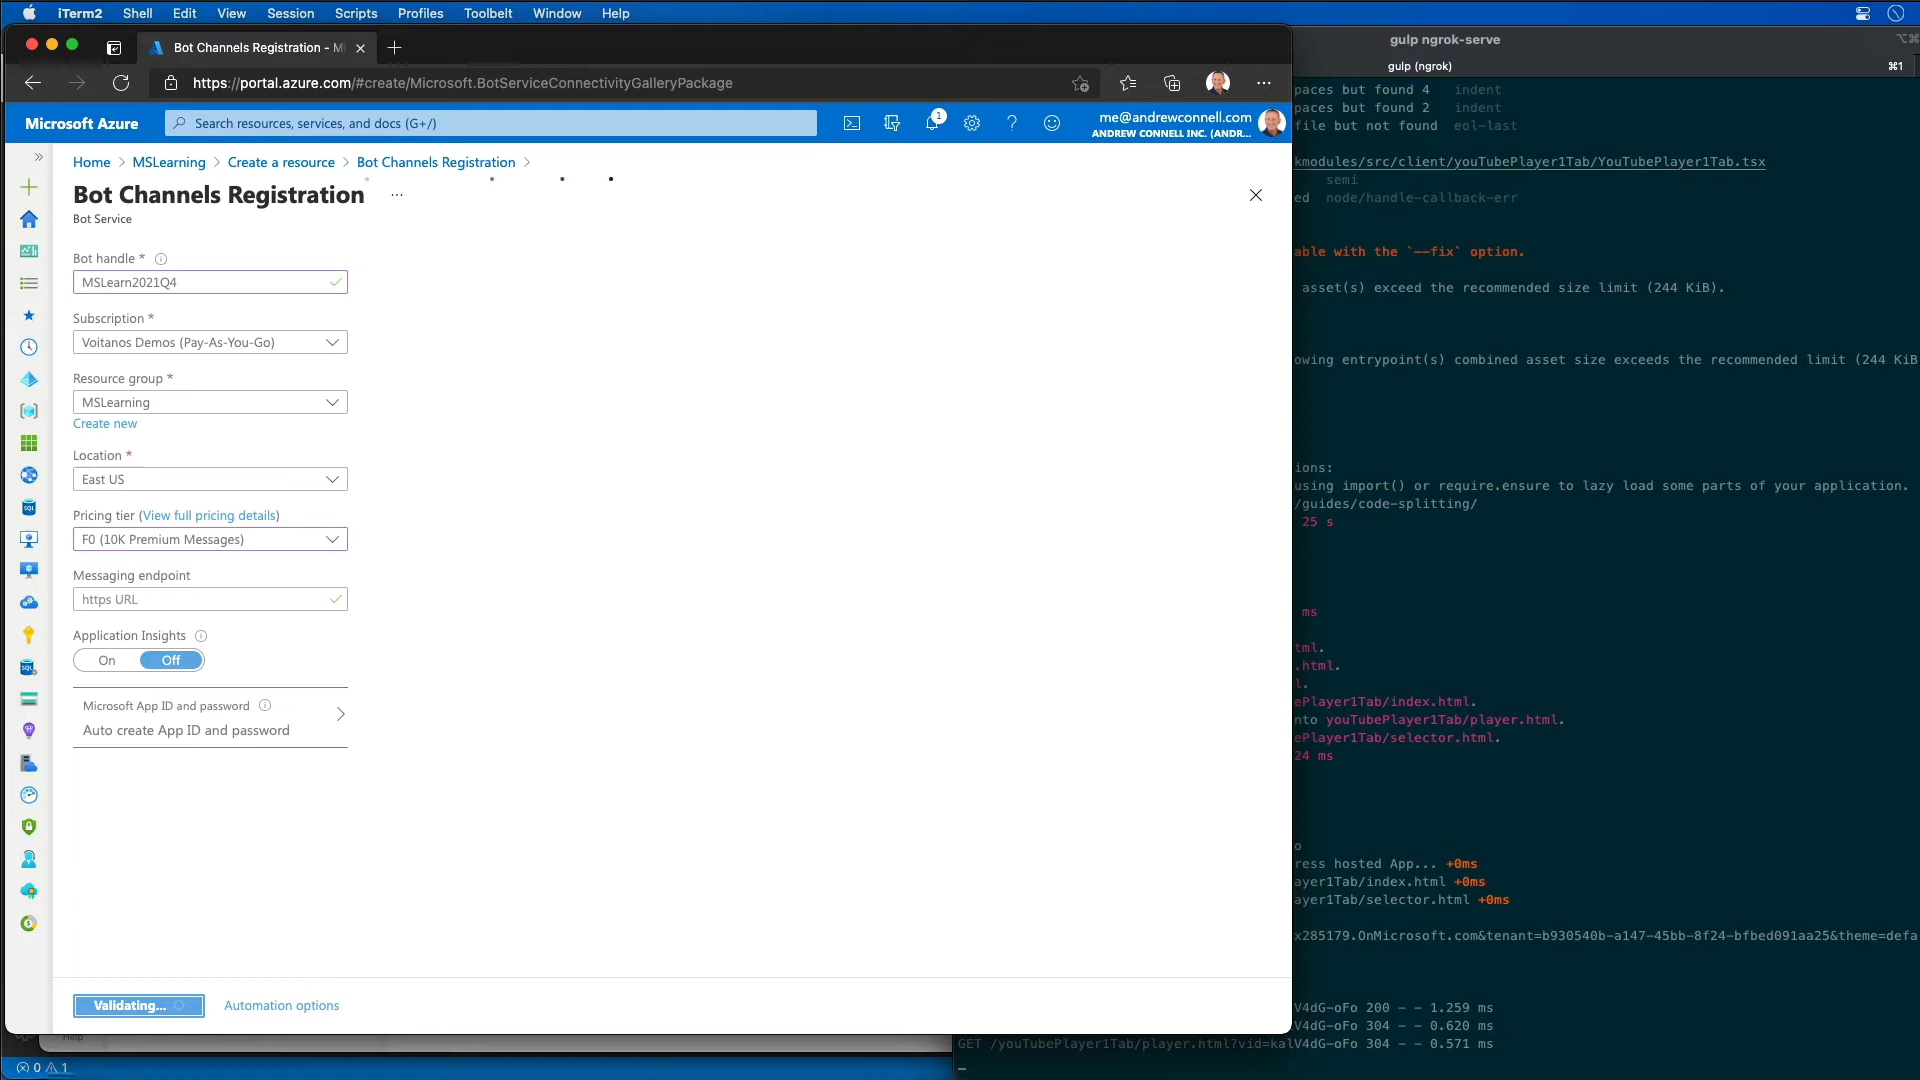 iTerm2 Shell Edit View Session Scripts Profiles Toolbelt Window Help
Bot Channels Registration - Mi
gulp ngrok-serve
gulp (ngrok)
⌘1
https://portal.azure.com/#create/Microsoft.BotServiceConnectivityGalleryPackage
Microsoft Azure
Search resources, services, and docs (G+/)
1
me@andrewconnell.com
ANDREW CONNELL INC. (ANDR...
Home > MSLearning > Create a resource > Bot Channels Registration >
Bot Channels Registration ...
Bot Service
Bot handle *
MSLearn2021Q4
Subscription *
Voitanos Demos (Pay-As-You-Go)
Resource group *
MSLearning
Create new
Location *
East US
Pricing tier (View full pricing details)
F0 (10K Premium Messages)
Messaging endpoint
https URL
Application Insights
On Off
Microsoft App ID and password
Auto create App ID and password
Validating...
Automation options
Help
0 1
paces but found 4 indent
paces but found 2 indent
file but not found eol-last
kmodules/src/client/youTubePlayer1Tab/YouTubePlayer1Tab.tsx
semi
ed node/handle-callback-err
able with the `--fix` option.
asset(s) exceed the recommended size limit (244 KiB).
owing entrypoint(s) combined asset size exceeds the recommended limit (244 KiB
ions:
using import() or require.ensure to lazy load some parts of your application.
/guides/code-splitting/
25 s
ms
tml.
.html.
l.
ePlayer1Tab/index.html.
nto youTubePlayer1Tab/player.html.
ePlayer1Tab/selector.html.
24 ms
o
ress hosted App... +0ms
ayer1Tab/index.html +0ms
ayer1Tab/selector.html +0ms
x285179.OnMicrosoft.com&tenant=b930540b-a147-45bb-8f24-bfbed091aa25&theme=defa
V4dG-oFo 200 - - 1.259 ms
V4dG-oFo 304 - - 0.620 ms
GET /youTubePlayer1Tab/player.html?vid=kalV4dG-oFo 304 - - 0.571 ms